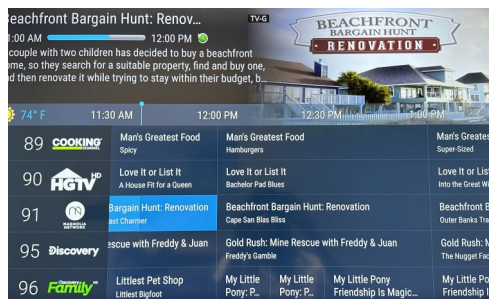 eachfront Bargain Hunt: Renov...
TV-G
1:00 AM
12:00 PM
couple with two children has decided to buy a beachfront
ome, so they search for a suitable property, find and buy one,
nd then renovate it while trying to stay within their budget, b...
BEACHFRONT
BARGAIN HUNT
RENOVATION
74° F
11:30 AM
12:00 PM
12:30 PM
1:00 PM
89
COOKING
CHANNEL
Man's Greatest Food
Spicy
Man's Greatest Food
Hamburgers
Man's Greates
Super-Sized
90
HGTV HD
Love It or List It
A House Fit for a Queen
Love It or List It
Bachelor Pad Blues
Love It or Lis
Into the Great Wi
91
MAGNOLIA
NETWORK
Bargain Hunt: Renovation
ast Charmer
Beachfront Bargain Hunt: Renovation
Cape San Blas Bliss
Beachfront B
Outer Banks Tra
95
Discovery
escue with Freddy & Juan
Gold Rush: Mine Rescue with Freddy & Juan
Freddy's Gamble
Gold Rush: M
The Nugget Fac
96
Discovery
Family
Littlest Pet Shop
Littlest Bigfoot
My Little
Pony: P...
My Little
Pony: P...
My Little Pony
Friendship Is Magic...
My Little Po
Friendship I